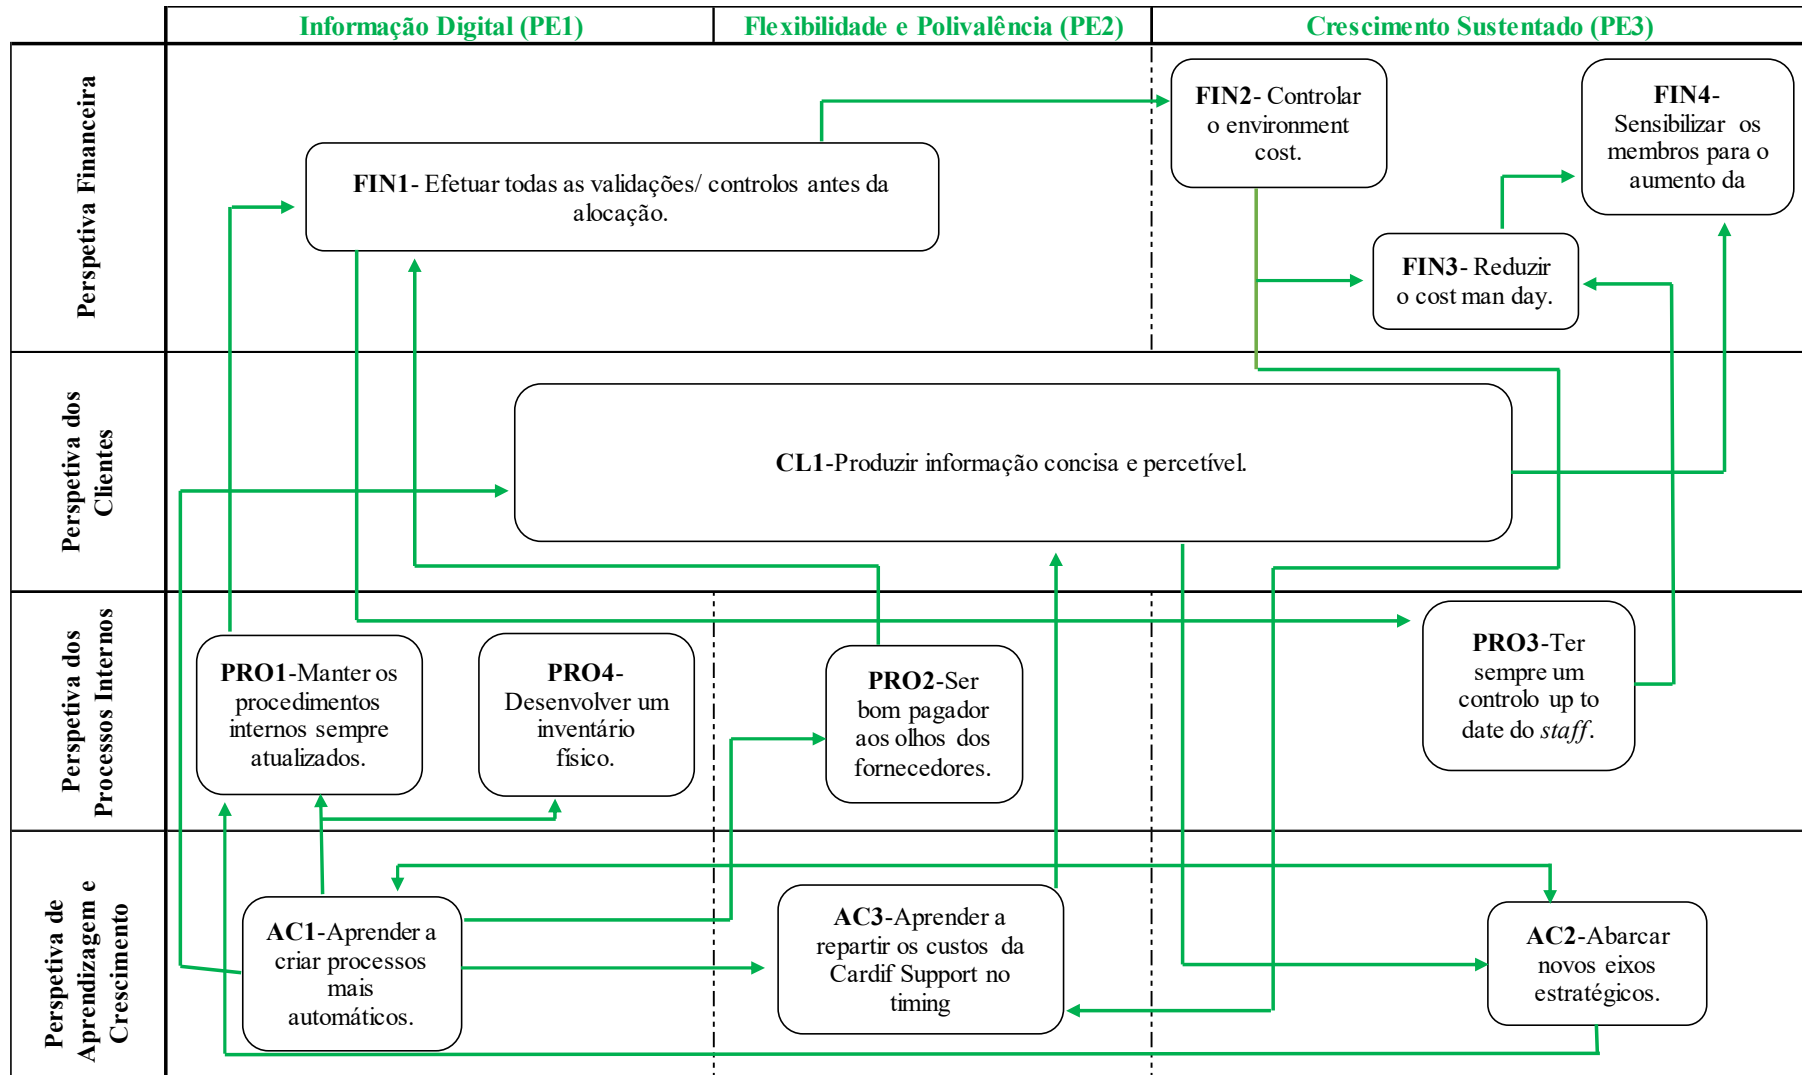 Informação Digital (PE1)
Flexibilidade e Polivalência (PE2)
Crescimento Sustentado (PE3)
Perspetiva Financeira
FIN1- Efetuar todas as validações/ controlos antes da
alocação.
FIN2- Controlar
o environment
cost.
FIN4-
Sensibilizar os
membros para o
aumento da
FIN3- Reduzir
o cost man day.
Perspetiva dos
Clientes
CL1-Produzir informação concisa e percetível.
Perspetiva dos
Processos Internos
PRO1-Manter os
procedimentos
internos sempre
atualizados.
PRO4-
Desenvolver um
inventário
físico.
PRO2-Ser
bom pagador
aos olhos dos
fornecedores.
PRO3-Ter
sempre um
controlo up to
date do staff.
Perspetiva de
Aprendizagem e
Crescimento
AC1-Aprender a
criar processos
mais
automáticos.
AC3-Aprender a
repartir os custos da
Cardif Support no
timing
AC2-Abarcar
novos eixos
estratégicos.